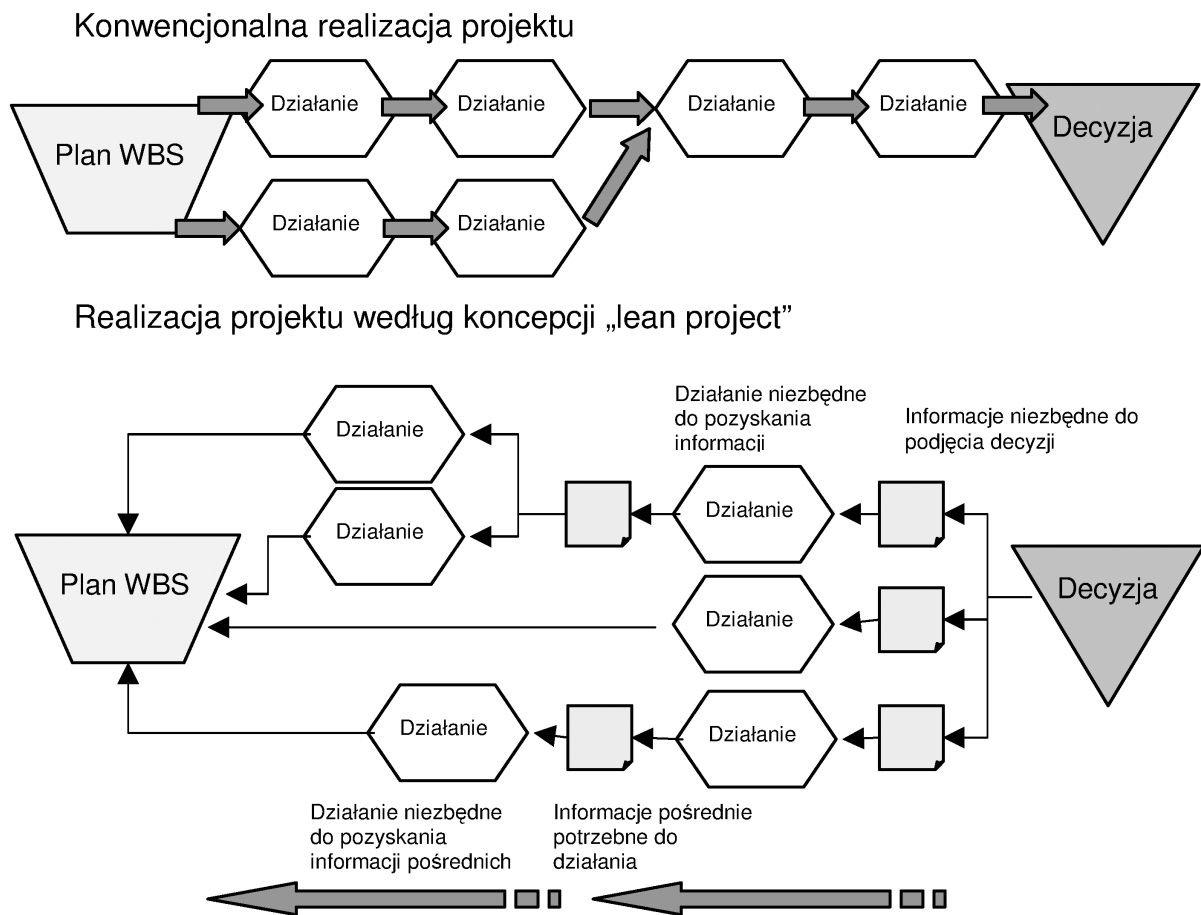 Konwencjonalna realizacja projektu
Działanie
Działanie
Działanie
Działanie
Plan WBS
Decyzja
Działanie
Działanie
Realizacja projektu według koncepcji „lean project”
Działanie niezbędne
do pozyskania
informacji
Informacje niezbędne do
podjęcia decyzji
Działanie
Działanie
Działanie
Plan WBS
Decyzja
Działanie
Działanie
Działanie
Działanie niezbędne
do pozyskania
informacji pośrednich
Informacje pośrednie
potrzebne do
działania